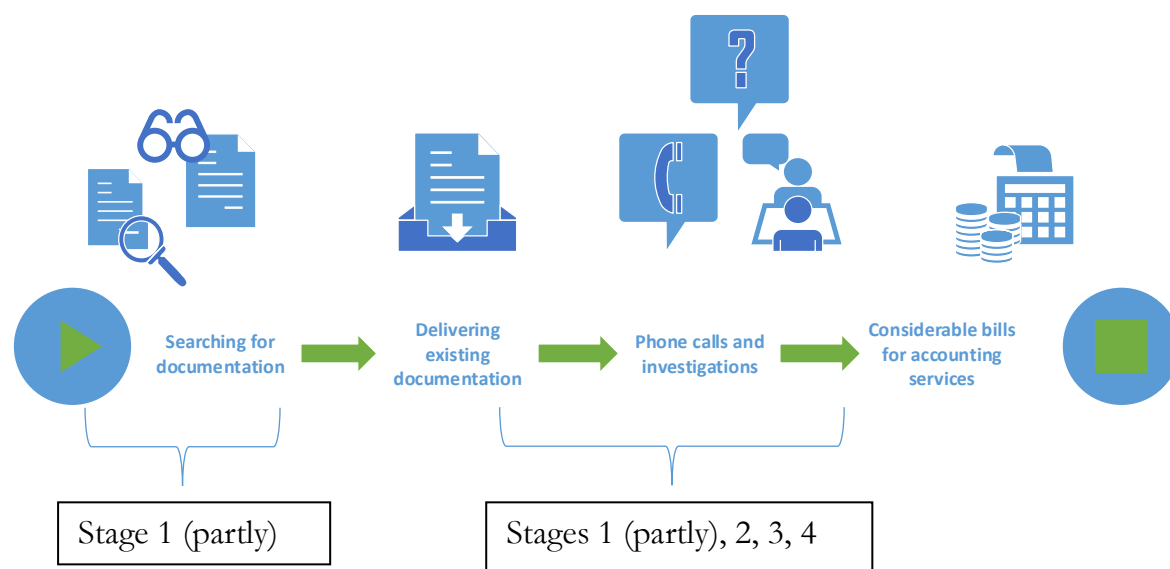 ?
Searching for
documentation
Delivering
existing
documentation
Phone calls and
investigations
Considerable bills
for accounting
services
Stage 1 (partly)
Stages 1 (partly), 2, 3, 4